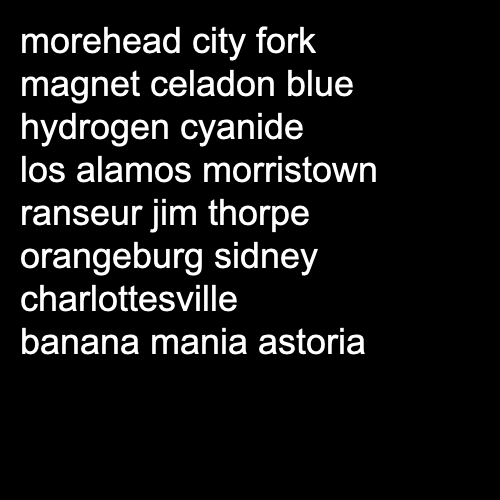 morehead city fork
magnet celadon blue
hydrogen cyanide
los alamos morristown
ranseur jim thorpe
orangeburg sidney
charlottesville
banana mania astoria